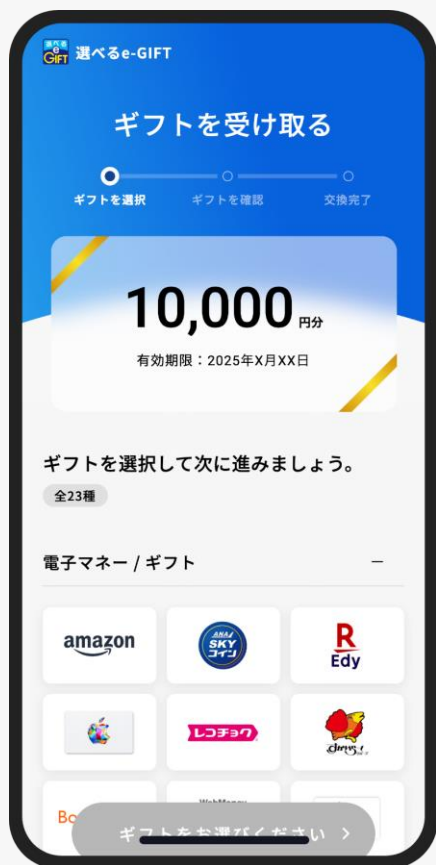 選べる
e
GIFT
選べるe-GIFT
ギフトを受け取る
ギフトを選択
ギフトを確認
交換完了
10,000 円分
有効期限：2025年X月XX日
ギフトを選択して次に進みましょう。
全23種
電子マネー / ギフト
amazon
ANA
SKY
コイン
R
Edy
レコチョク
WebMoney
ギフトをお選びください